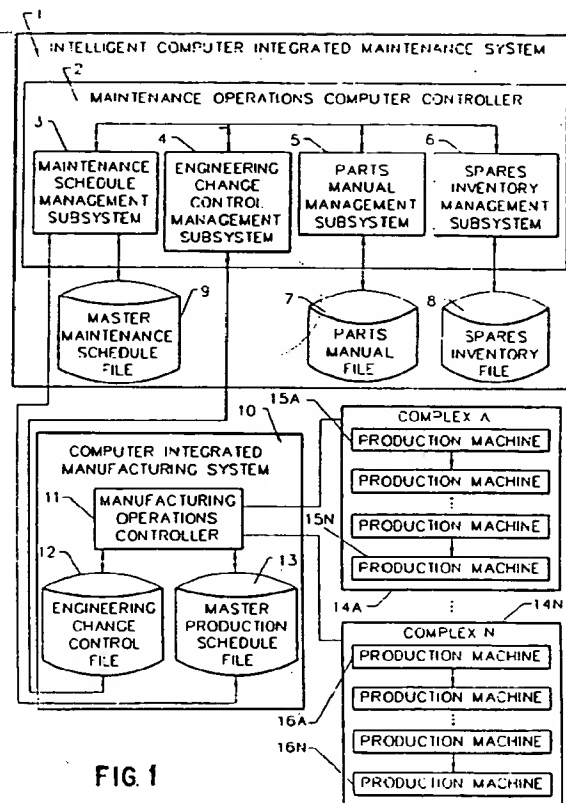 1
INTELLIGENT COMPUTER INTEGRATED MAINTENANCE SYSTEM
2
MAINTENANCE OPERATIONS COMPUTER CONTROLLER
3
MAINTENANCE
SCHEDULE
MANAGEMENT
SUBSYSTEM
4
ENGINEERING
CHANGE
CONTROL
MANAGEMENT
SUBSYSTEM
5
PARTS
MANUAL
MANAGEMENT
SUBSYSTEM
6
SPARES
INVENTORY
MANAGEMENT
SUBSYSTEM
MASTER
MAINTENANCE
SCHEDULE
FILE
9
7
PARTS
MANUAL
FILE
8
SPARES
INVENTORY
FILE
10
COMPUTER INTEGRATED
MANUFACTURING SYSTEM
11
MANUFACTURING
OPERATIONS
CONTROLLER
12
ENGINEERING
CHANGE
CONTROL
FILE
13
MASTER
PRODUCTION
SCHEDULE
FILE
15A
COMPLEX A
PRODUCTION MACHINE
PRODUCTION MACHINE
PRODUCTION MACHINE
15N
PRODUCTION MACHINE
14A
14N
COMPLEX N
PRODUCTION MACHINE
16A
PRODUCTION MACHINE
PRODUCTION MACHINE
16N
PRODUCTION MACHINE
FIG. 1